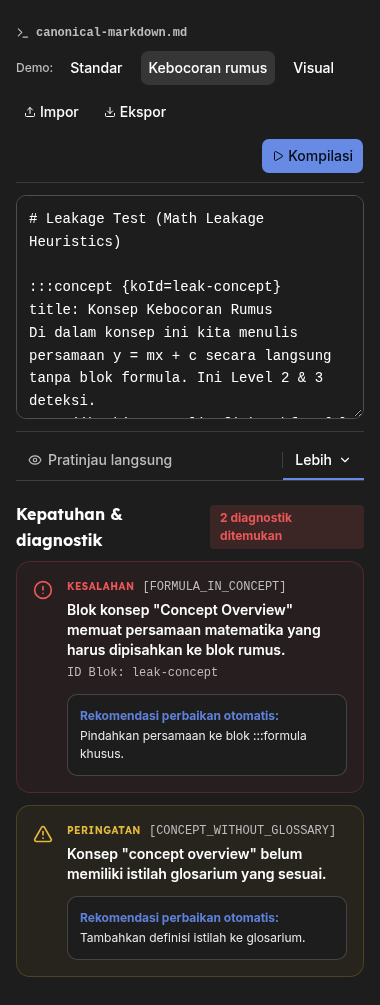 canonical-markdown.md
Demo: Standar Kebocoran rumus Visual
Impor Ekspor
Kompilasi
# Leakage Test (Math Leakage
Heuristics)
:::concept {koId=leak-concept}
title: Konsep Kebocoran Rumus
Di dalam konsep ini kita menulis
persamaan y = mx + c secara langsung
tanpa blok formula. Ini Level 2 & 3
deteksi.
Pratinjau langsung Lebih
Kepatuhan &
diagnostik
2 diagnostik
ditemukan
KESALAHAN [FORMULA_IN_CONCEPT]
Blok konsep "Concept Overview"
memuat persamaan matematika yang
harus dipisahkan ke blok rumus.
ID Blok: leak-concept
Rekomendasi perbaikan otomatis:
Pindahkan persamaan ke blok :::formula
khusus.
PERINGATAN [CONCEPT_WITHOUT_GLOSSARY]
Konsep "concept overview" belum
memiliki istilah glosarium yang sesuai.
Rekomendasi perbaikan otomatis:
Tambahkan definisi istilah ke glosarium.